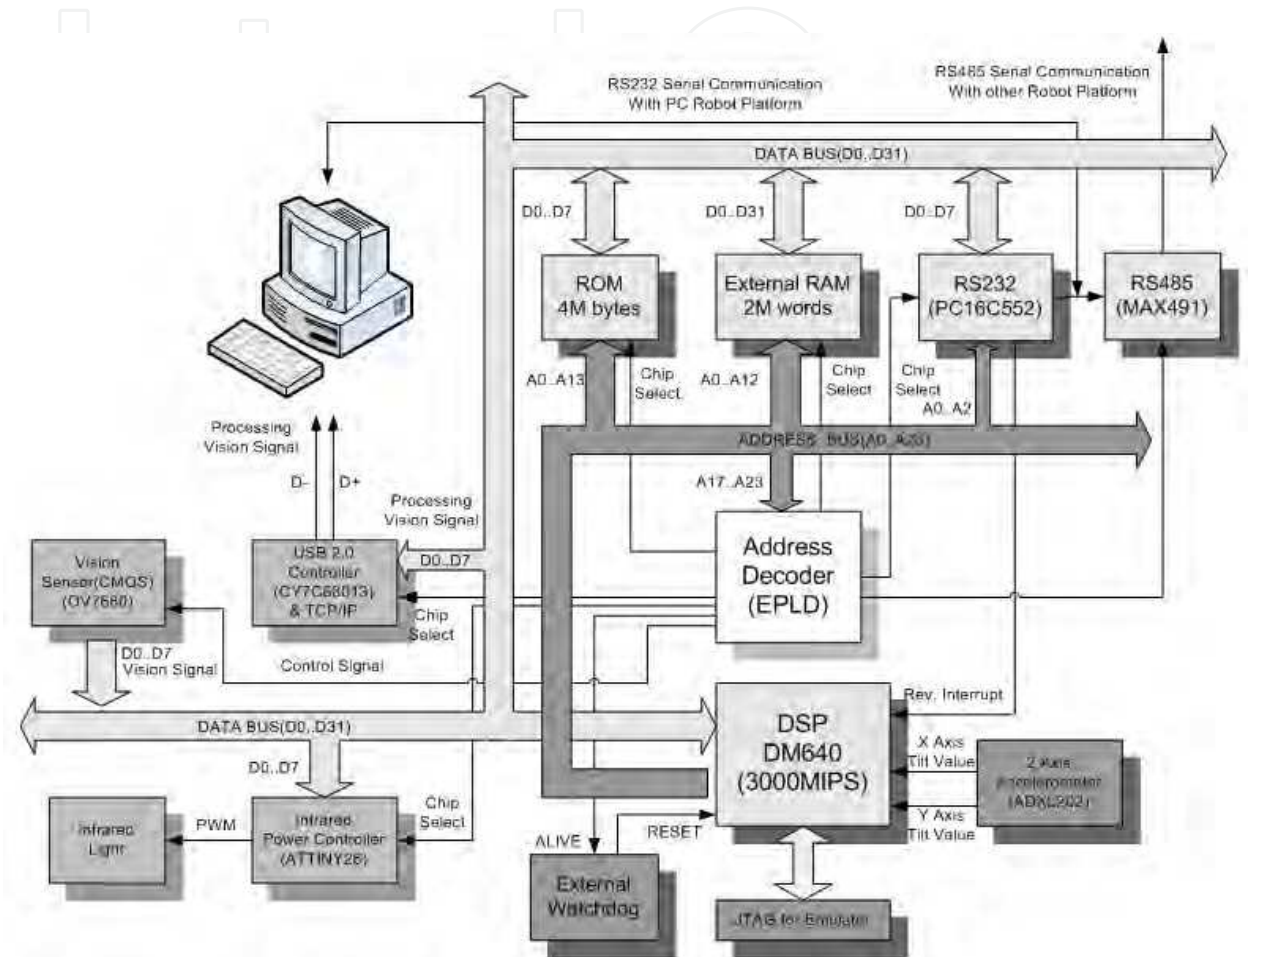 RS232 Serial Communication
With PC Robot Platform
RS485 Serial Communication
With other Robot Platform
DATA BUS(D0..D31)
D0..D7
D0..D31
D0..D7
ROM
4M bytes
External RAM
2M words
RS232
(PC16C552)
RS485
(MAX491)
A0..A13
Chip
Select
A0..A12
Chip
Select
Chip
Select
A0..A2
ADDRESS BUS(A0..A23)
Processing
Vision Signal
D-
D+
A17..A23
Processing
Vision Signal
D0..D7
Vision
Sensor(CMOS)
USB 2.0
Controller
(CY7C68013)
& TCP/IP
Address
Decoder
(EPLD)
Chip
Select
D0..D7
Vision Signal
Control Signal
DATA BUS(D0..D31)
DSP
DM640
(3000MIPS)
Rev. Interrupt
X Axis
Tilt Value
2 Axis
Accelerometer
(ADXL202)
Y Axis
Tilt Value
D0..D7
Infrared
Light
PWM
Infrared
Power Controller
(ATTINY26)
Chip
Select
ALIVE
RESET
External
Watchdog
JTAG for Emulator